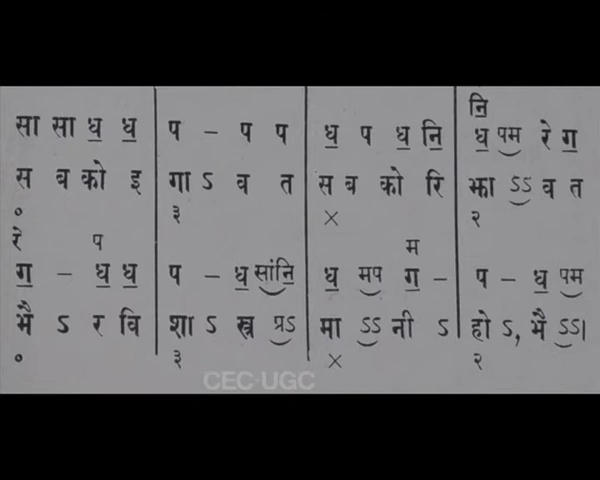 नि
सा सा ध॒ ध॒ | प – प प | ध॒ प ध॒ नि॒ | ध॒ पम रे ग॒
स ब को इ | गा ऽ व त | स ब को रि | झा ऽऽ व त
० ३ × २
रे प म
ग॒ – ध॒ ध॒ | प – ध॒ सांनि॒ | ध॒ मप ग॒ – | प – ध॒ पम
भै ऽ र वि | शा ऽ स्त्र प्रऽ | मा ऽऽ नी ऽ | हो ऽ, भै ऽऽ।
० ३ × २
CEC-UGC